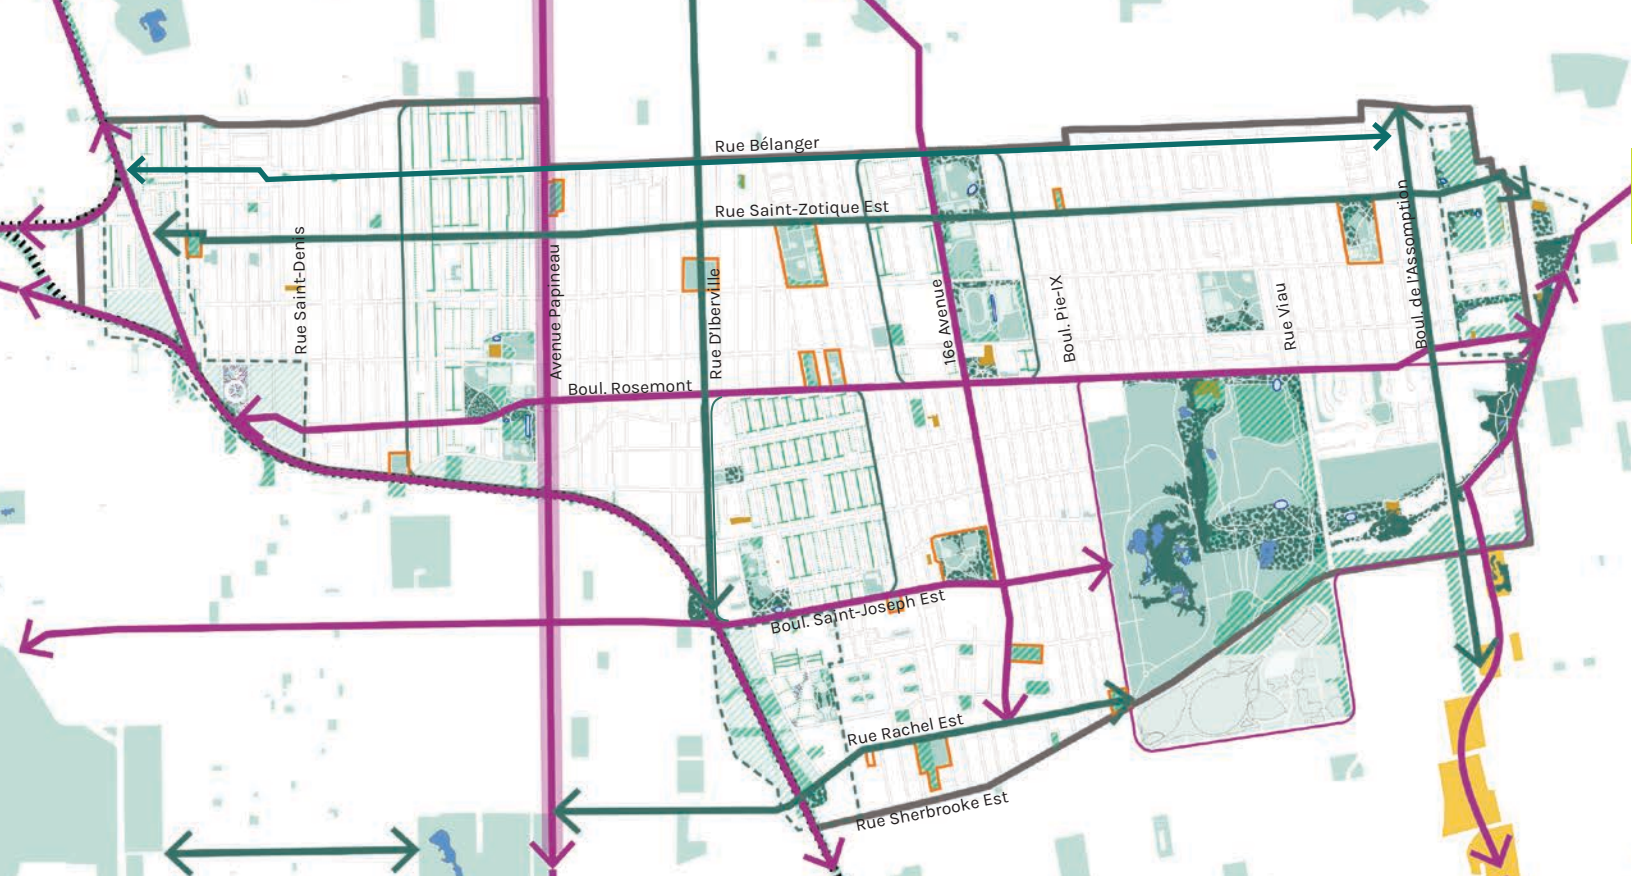 Rue Bélanger
Rue Saint-Zotique Est
Rue Saint-Denis
Avenue Papineau
Rue D'Iberville
16e Avenue
Boul. Pie-IX
Rue Viau
Boul. de l'Assomption
Boul. Rosemont
Boul. Saint-Joseph Est
Rue Rachel Est
Rue Sherbrooke Est